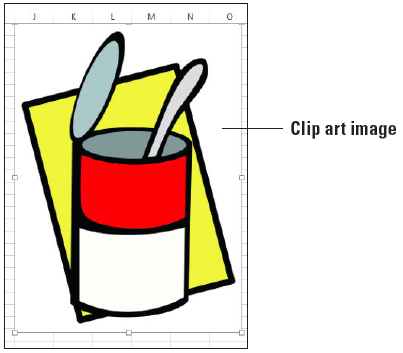 J K L M N O
Clip art image